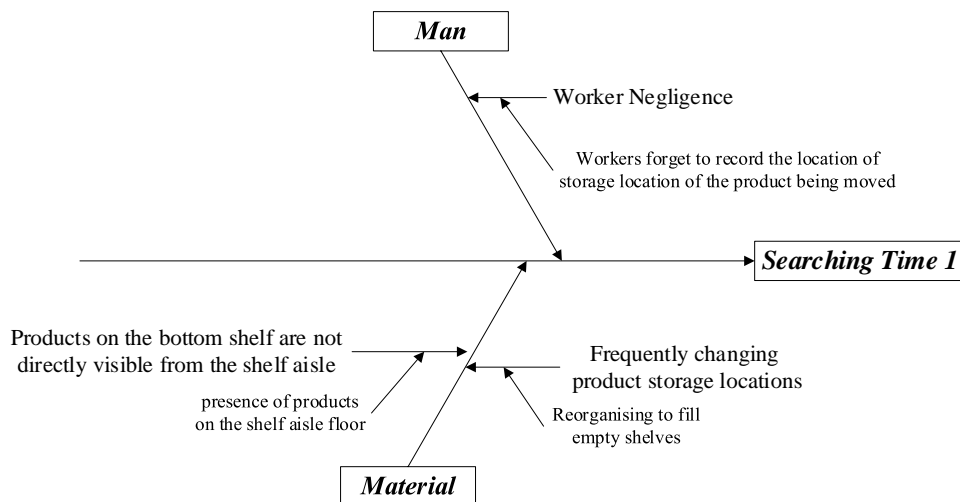 Man
Worker Negligence
Workers forget to record the location of
storage location of the product being moved
Searching Time 1
Products on the bottom shelf are not
directly visible from the shelf aisle
presence of products
on the shelf aisle floor
Frequently changing
product storage locations
Reorganising to fill
empty shelves
Material